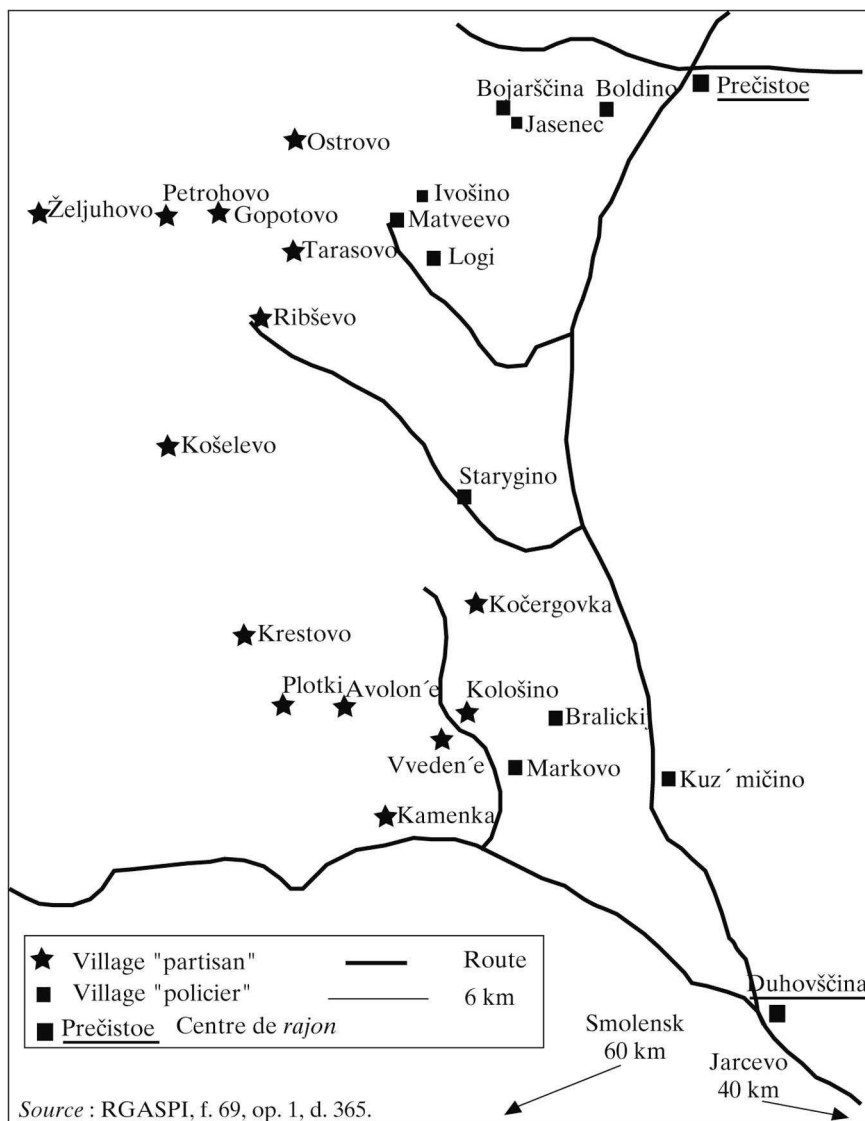 Bojarščina
Boldino
Prečistoe
Jasenec
Ostrovo
Petrohovo
Ivošino
Željuhovo
Gopotovo
Matveevo
Tarasovo
Logi
Ribševo
Košelevo
Starygino
Kočergovka
Krestovo
Plotki
Avolon´e
Kološino
Bralickij
Vveden´e
Markovo
Kuz´mičino
Kamenka
Village "partisan"
Route
Village "policier"
6 km
Prečistoe Centre de rajon
Duhovščina
Smolensk
60 km
Jarcevo
40 km
Source : RGASPI, f. 69, op. 1, d. 365.